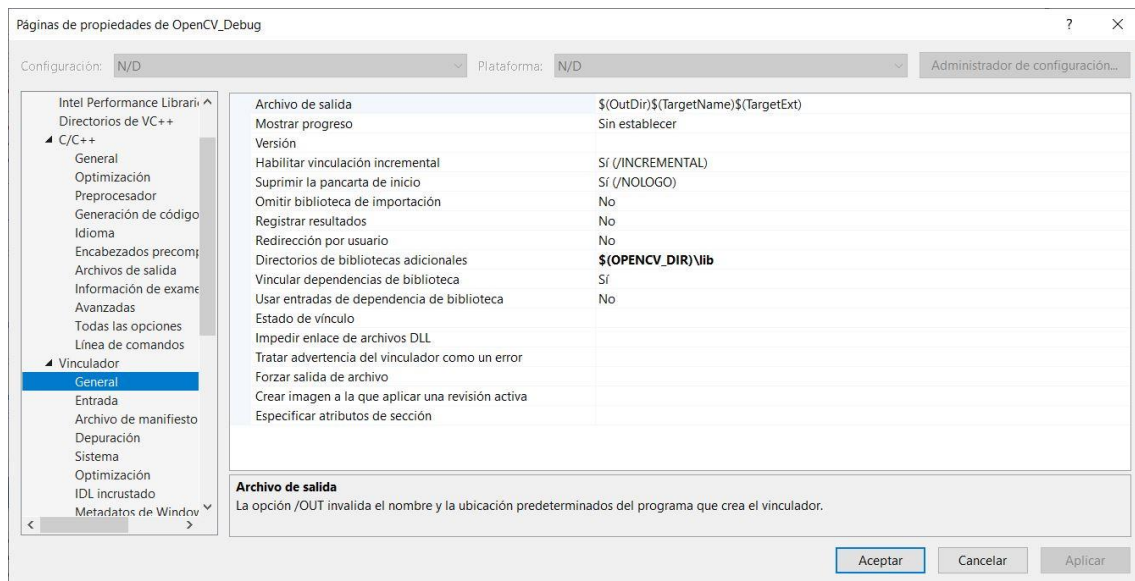 Páginas de propiedades de OpenCV_Debug
?
Configuración: N/D
Plataforma: N/D
Administrador de configuración...
Intel Performance Librari
Directorios de VC++
C/C++
General
Optimización
Preprocesador
Generación de código
Idioma
Encabezados precomp
Archivos de salida
Información de exame
Avanzadas
Todas las opciones
Línea de comandos
Vinculador
General
Entrada
Archivo de manifiesto
Depuración
Sistema
Optimización
IDL incrustado
Metadatos de Window
Archivo de salida $(OutDir)$(TargetName)$(TargetExt)
Mostrar progreso Sin establecer
Versión
Habilitar vinculación incremental Sí (/INCREMENTAL)
Suprimir la pancarta de inicio Sí (/NOLOGO)
Omitir biblioteca de importación No
Registrar resultados No
Redirección por usuario No
Directorios de bibliotecas adicionales $(OPENCV_DIR)\lib
Vincular dependencias de biblioteca Sí
Usar entradas de dependencia de biblioteca No
Estado de vínculo
Impedir enlace de archivos DLL
Tratar advertencia del vinculador como un error
Forzar salida de archivo
Crear imagen a la que aplicar una revisión activa
Especificar atributos de sección
Archivo de salida
La opción /OUT invalida el nombre y la ubicación predeterminados del programa que crea el vinculador.
Aceptar
Cancelar
Aplicar